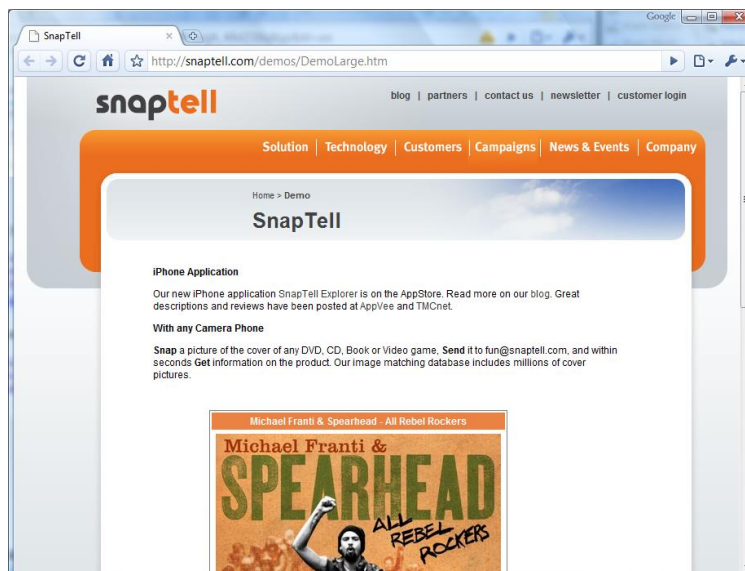 Google
SnapTell
http://snaptell.com/demos/DemoLarge.htm
snaptell
blog | partners | contact us | newsletter | customer login
Solution | Technology | Customers | Campaigns | News & Events | Company
Home > Demo
SnapTell
iPhone Application
Our new iPhone application SnapTell Explorer is on the AppStore. Read more on our blog. Great
descriptions and reviews have been posted at AppVee and TMCnet.
With any Camera Phone
Snap a picture of the cover of any DVD, CD, Book or Video game, Send it to fun@snaptell.com, and within
seconds Get information on the product. Our image matching database includes millions of cover
pictures.
Michael Franti & Spearhead - All Rebel Rockers
Michael Franti &
SPEARHEAD
ALL
REBEL
ROCKERS